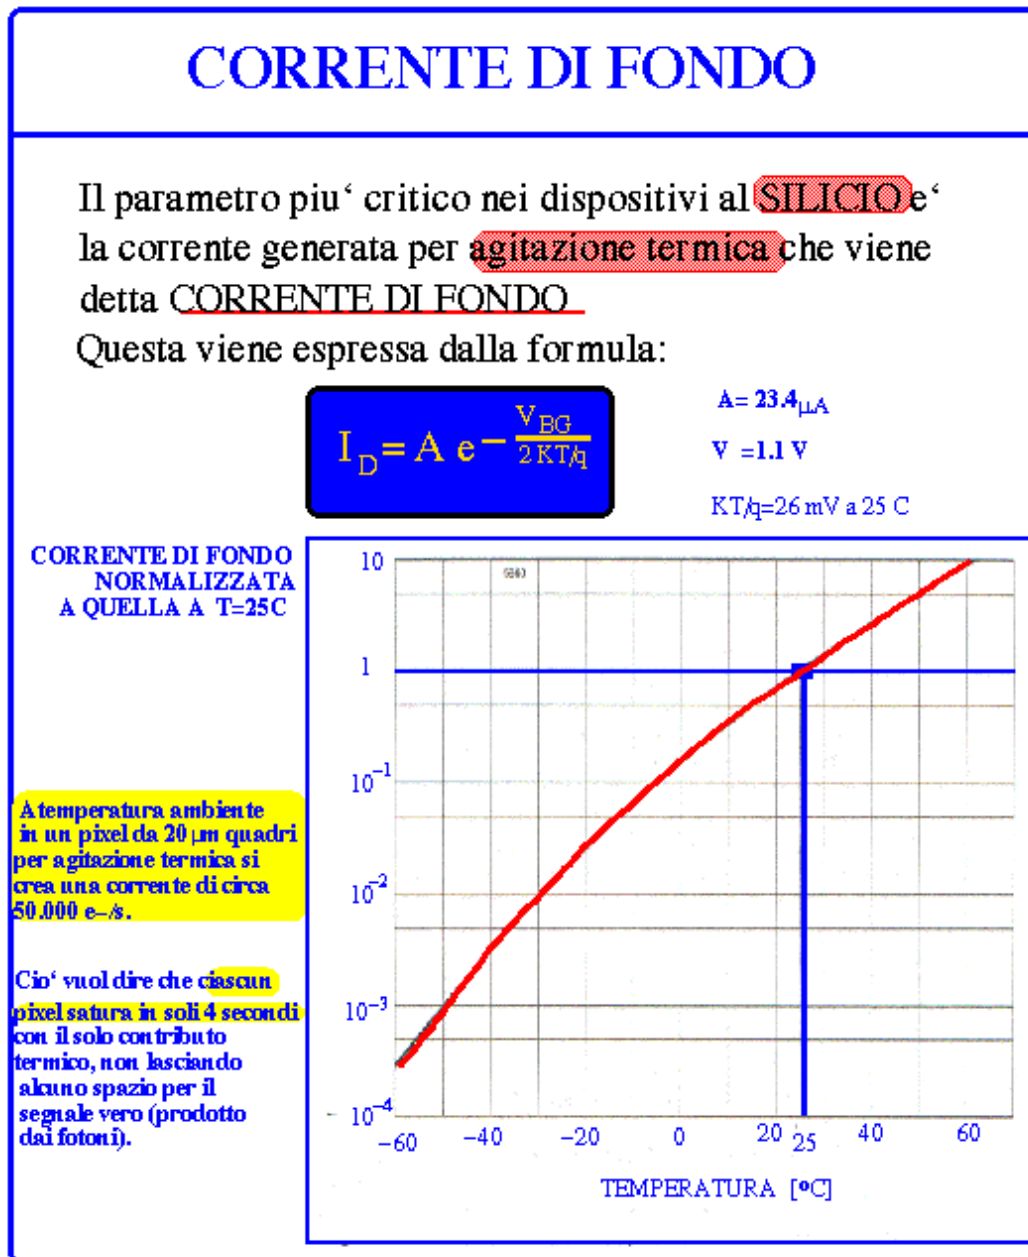 CORRENTE DI FONDO
Il parametro piu‘ critico nei dispositivi al SILICIO e‘
la corrente generata per agitazione termica che viene
detta CORRENTE DI FONDO
Questa viene espressa dalla formula:
I_D = A e^(− V_BG / 2 KT/q)
A= 23.4 μA
V =1.1 V
KT/q=26 mV a 25 C
CORRENTE DI FONDO
NORMALIZZATA
A QUELLA A T=25C
A temperatura ambiente
in un pixel da 20 μm quadri
per agitazione termica si
crea una corrente di circa
50.000 e–/s.
Cio‘ vuol dire che ciascun
pixel satura in soli 4 secondi
con il solo contributo
termico, non lasciando
alcuno spazio per il
segnale vero (prodotto
dai fotoni).
10
1
10⁻¹
10⁻²
10⁻³
10⁻⁴
−60 −40 −20 0 20 25 40 60
TEMPERATURA [ºC]